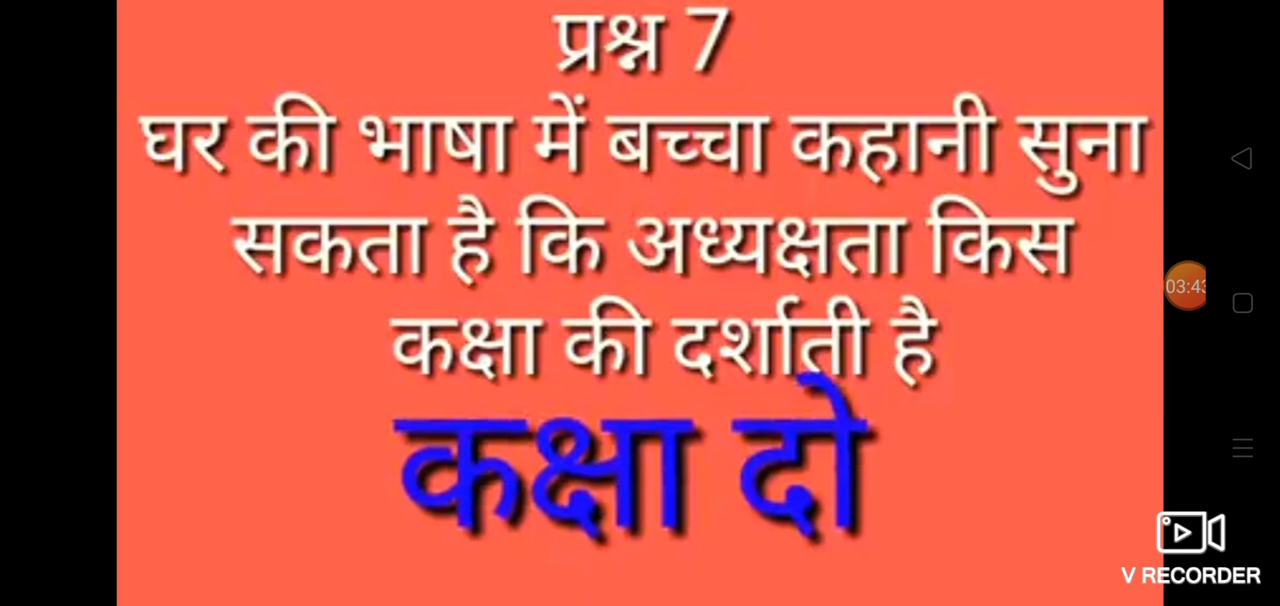 प्रश्न 7
घर की भाषा में बच्चा कहानी सुना
सकता है कि अध्यक्षता किस
कक्षा की दर्शाती है
कक्षा दो
03:43
V RECORDER